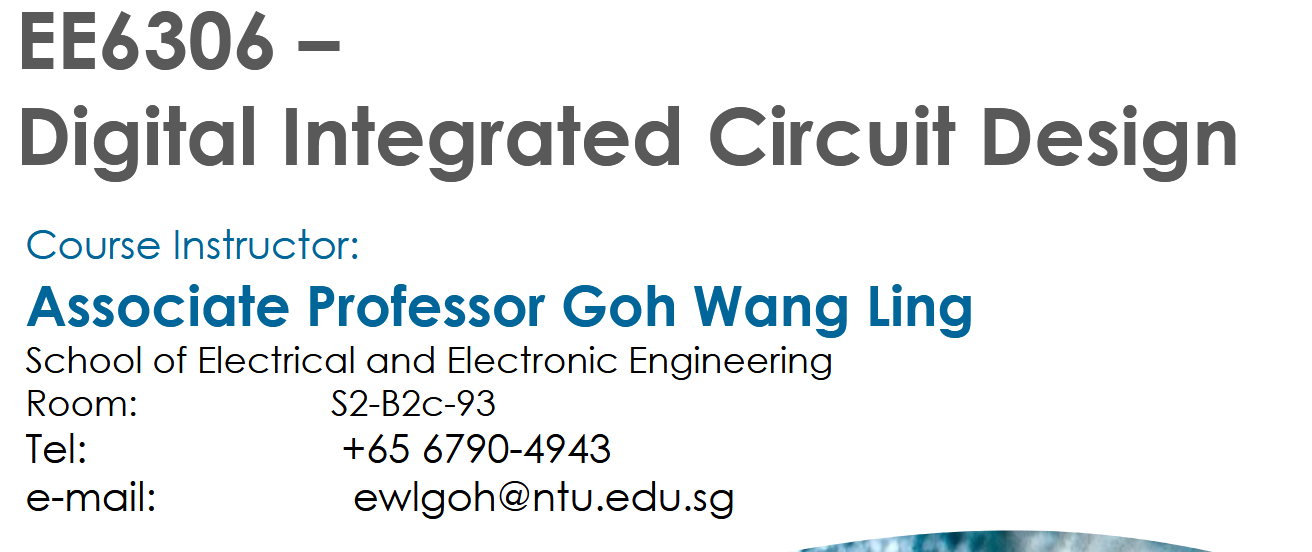 EE6306 –
Digital Integrated Circuit Design
Course Instructor:
Associate Professor Goh Wang Ling
School of Electrical and Electronic Engineering
Room: S2-B2c-93
Tel: +65 6790-4943
e-mail: ewlgoh@ntu.edu.sg